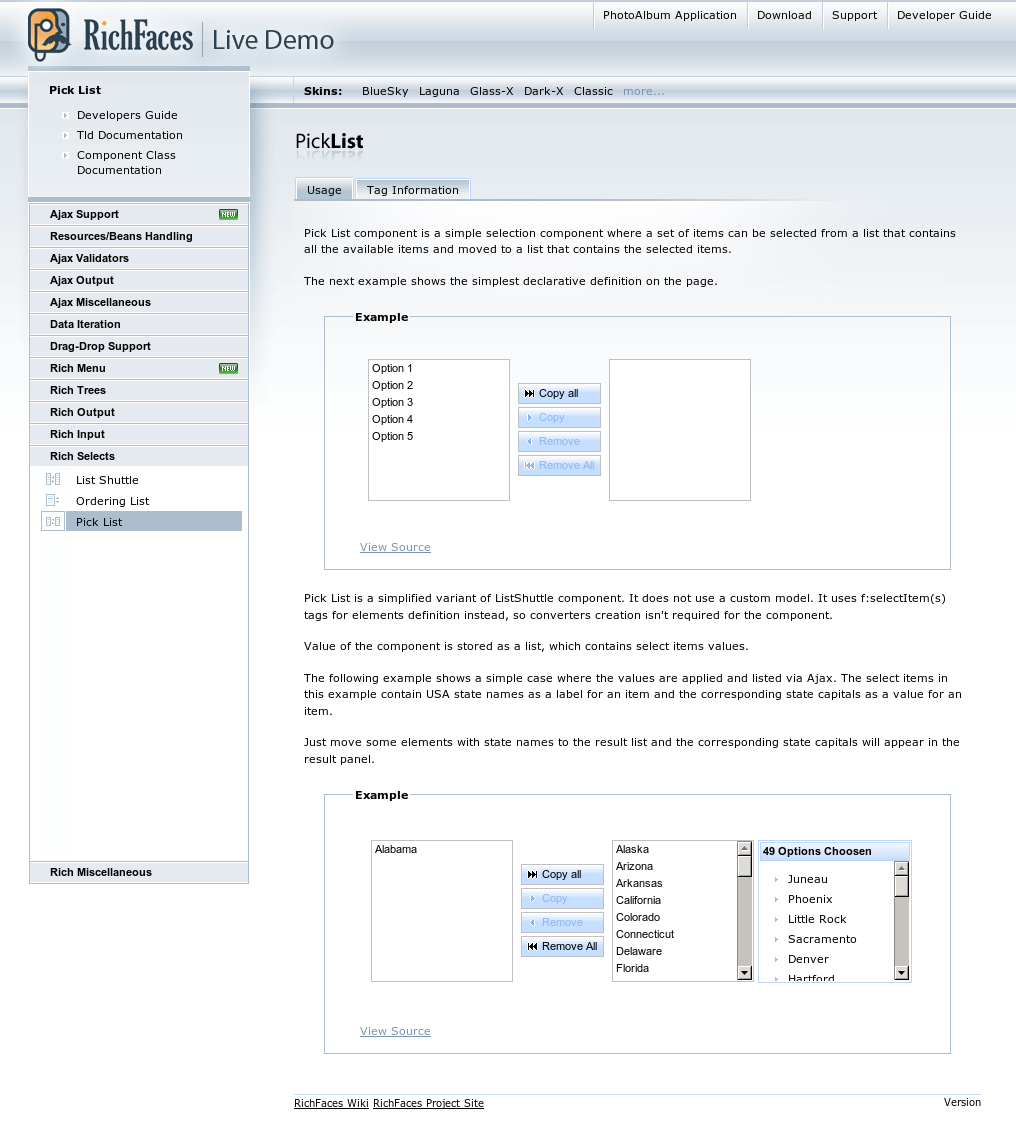 RichFaces Live Demo
PhotoAlbum Application Download Support Developer Guide
Skins: BlueSky Laguna Glass-X Dark-X Classic more...
Pick List
Developers Guide
Tld Documentation
Component Class
Documentation
Ajax Support NEW
Resources/Beans Handling
Ajax Validators
Ajax Output
Ajax Miscellaneous
Data Iteration
Drag-Drop Support
Rich Menu NEW
Rich Trees
Rich Output
Rich Input
Rich Selects
List Shuttle
Ordering List
Pick List
Rich Miscellaneous
PickList
Usage Tag Information
Pick List component is a simple selection component where a set of items can be selected from a list that contains
all the available items and moved to a list that contains the selected items.
The next example shows the simplest declarative definition on the page.
Example
Option 1
Option 2
Option 3
Option 4
Option 5
Copy all
Copy
Remove
Remove All
View Source
Pick List is a simplified variant of ListShuttle component. It does not use a custom model. It uses f:selectItem(s)
tags for elements definition instead, so converters creation isn't required for the component.
Value of the component is stored as a list, which contains select items values.
The following example shows a simple case where the values are applied and listed via Ajax. The select items in
this example contain USA state names as a label for an item and the corresponding state capitals as a value for an
item.
Just move some elements with state names to the result list and the corresponding state capitals will appear in the
result panel.
Example
Alabama
Copy all
Copy
Remove
Remove All
Alaska
Arizona
Arkansas
California
Colorado
Connecticut
Delaware
Florida
49 Options Choosen
Juneau
Phoenix
Little Rock
Sacramento
Denver
Hartford
View Source
RichFaces Wiki RichFaces Project Site Version